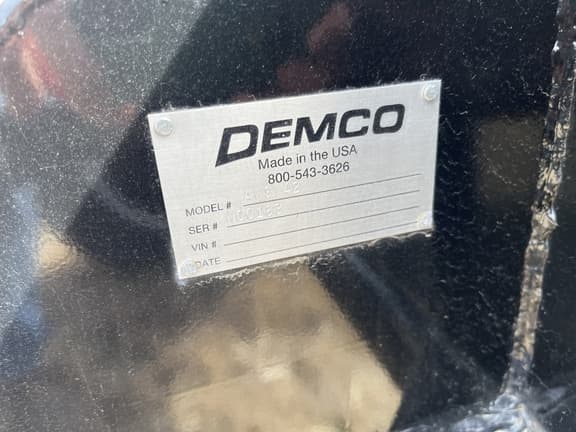 DEMCO
Made in the USA
800-543-3626
MODEL #
SER #
VIN #
DATE